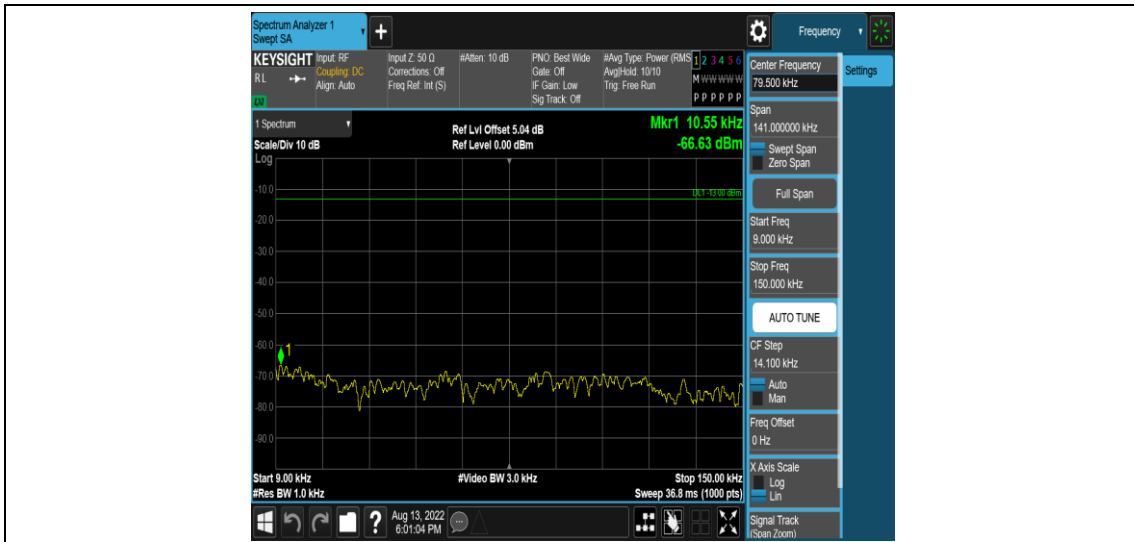 Spectrum Analyzer 1
Swept SA
+
Frequency
KEYSIGHT
RL
LXI
Input: RF
Coupling: DC
Align: Auto
Input Z: 50 Ω
Corrections: Off
Freq Ref: Int (S)
#Atten: 10 dB
PNO: Best Wide
Gate: Off
IF Gain: Low
Sig Track: Off
#Avg Type: Power (RMS
Avg|Hold: 10/10
Trig: Free Run
1 2 3 4 5 6
M W W W W W
P P P P P P
1 Spectrum
Scale/Div 10 dB
Ref Lvl Offset 5.04 dB
Ref Level 0.00 dBm
Mkr1 10.55 kHz
-66.63 dBm
Log
DL1 -13.00 dBm
-10.0
-20.0
-30.0
-40.0
-50.0
-60.0
1
-70.0
-80.0
-90.0
Start 9.00 kHz
#Video BW 3.0 kHz
Stop 150.00 kHz
#Res BW 1.0 kHz
Sweep 36.8 ms (1000 pts)
?
Aug 13, 2022
6:01:04 PM
Center Frequency
79.500 kHz
Settings
Span
141.000000 kHz
Swept Span
Zero Span
Full Span
Start Freq
9.000 kHz
Stop Freq
150.000 kHz
AUTO TUNE
CF Step
14.100 kHz
Auto
Man
Freq Offset
0 Hz
X Axis Scale
Log
Lin
Signal Track
(Span Zoom)